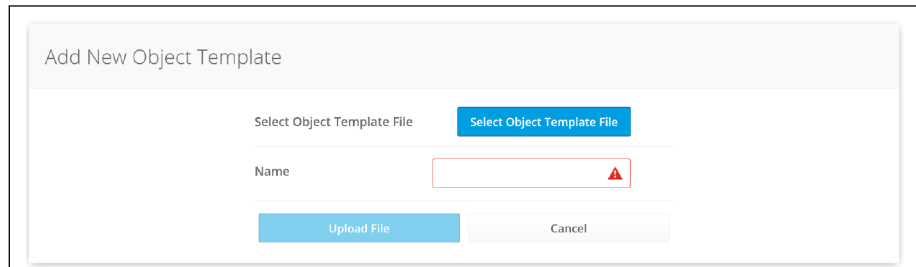 Add New Object Template
Select Object Template File Select Object Template File
Name
Upload File Cancel